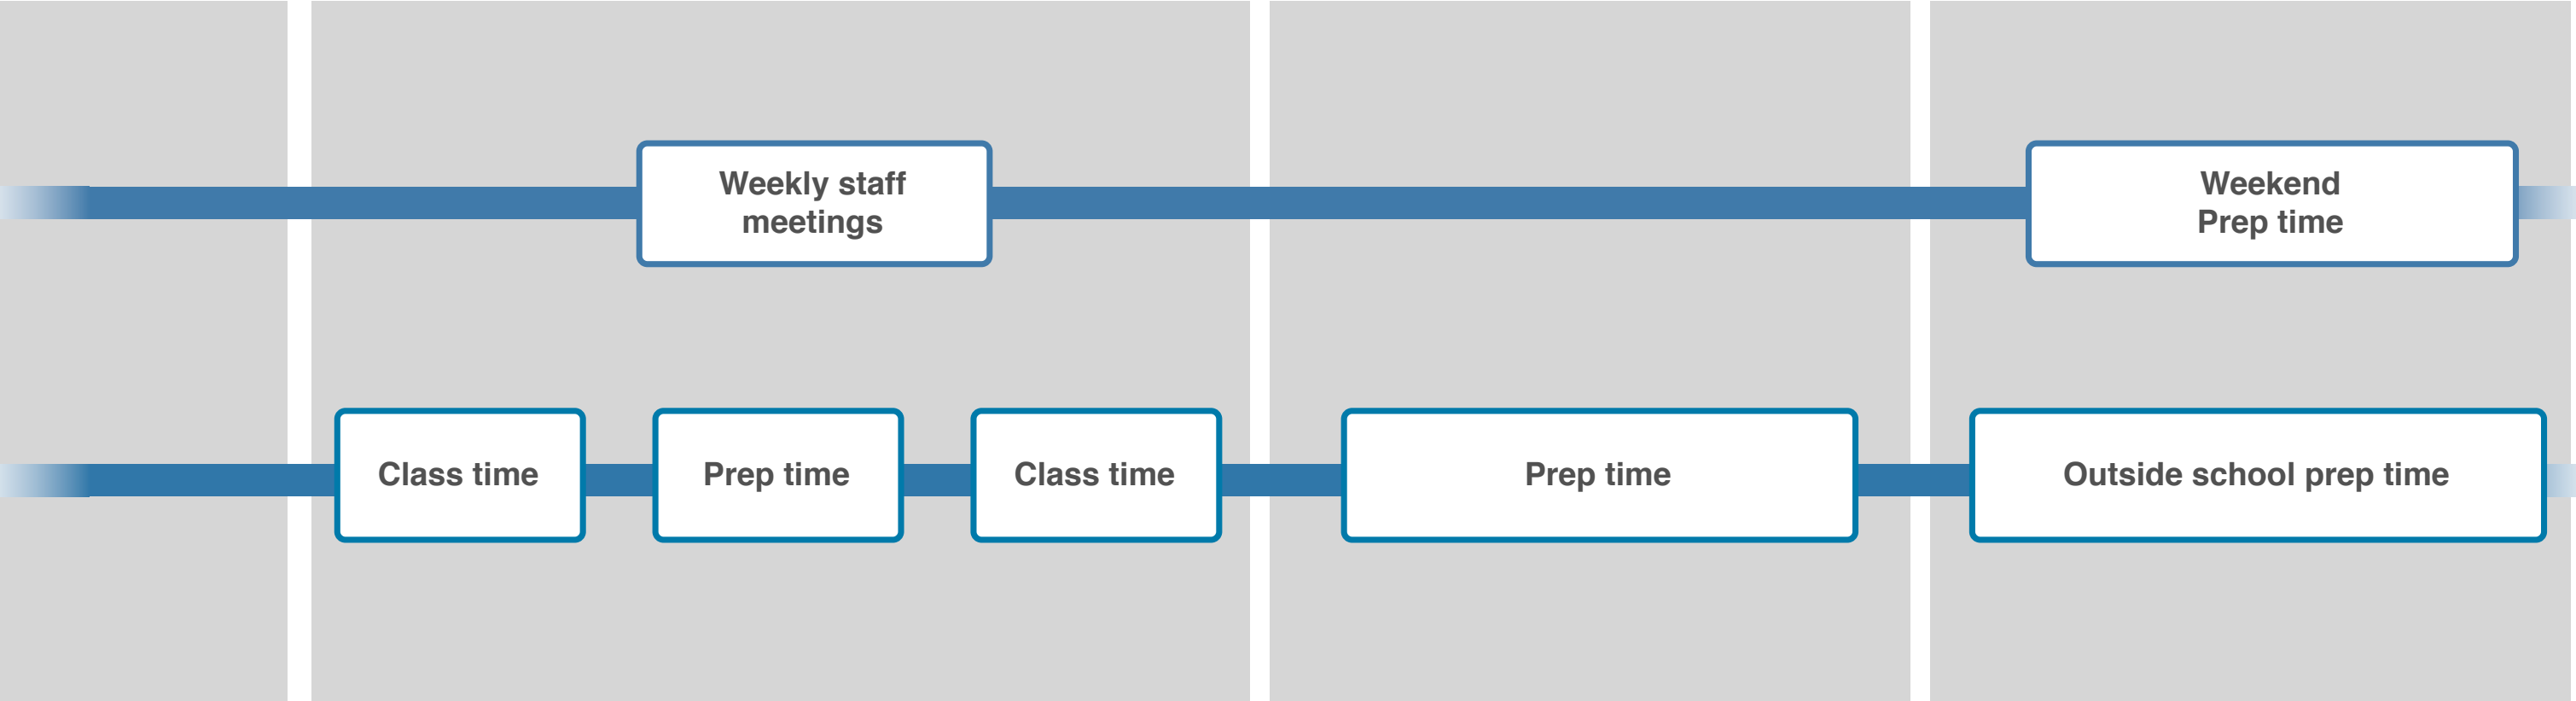 Weekly staff
meetings
Weekend
Prep time
Class time
Prep time
Class time
Prep time
Outside school prep time